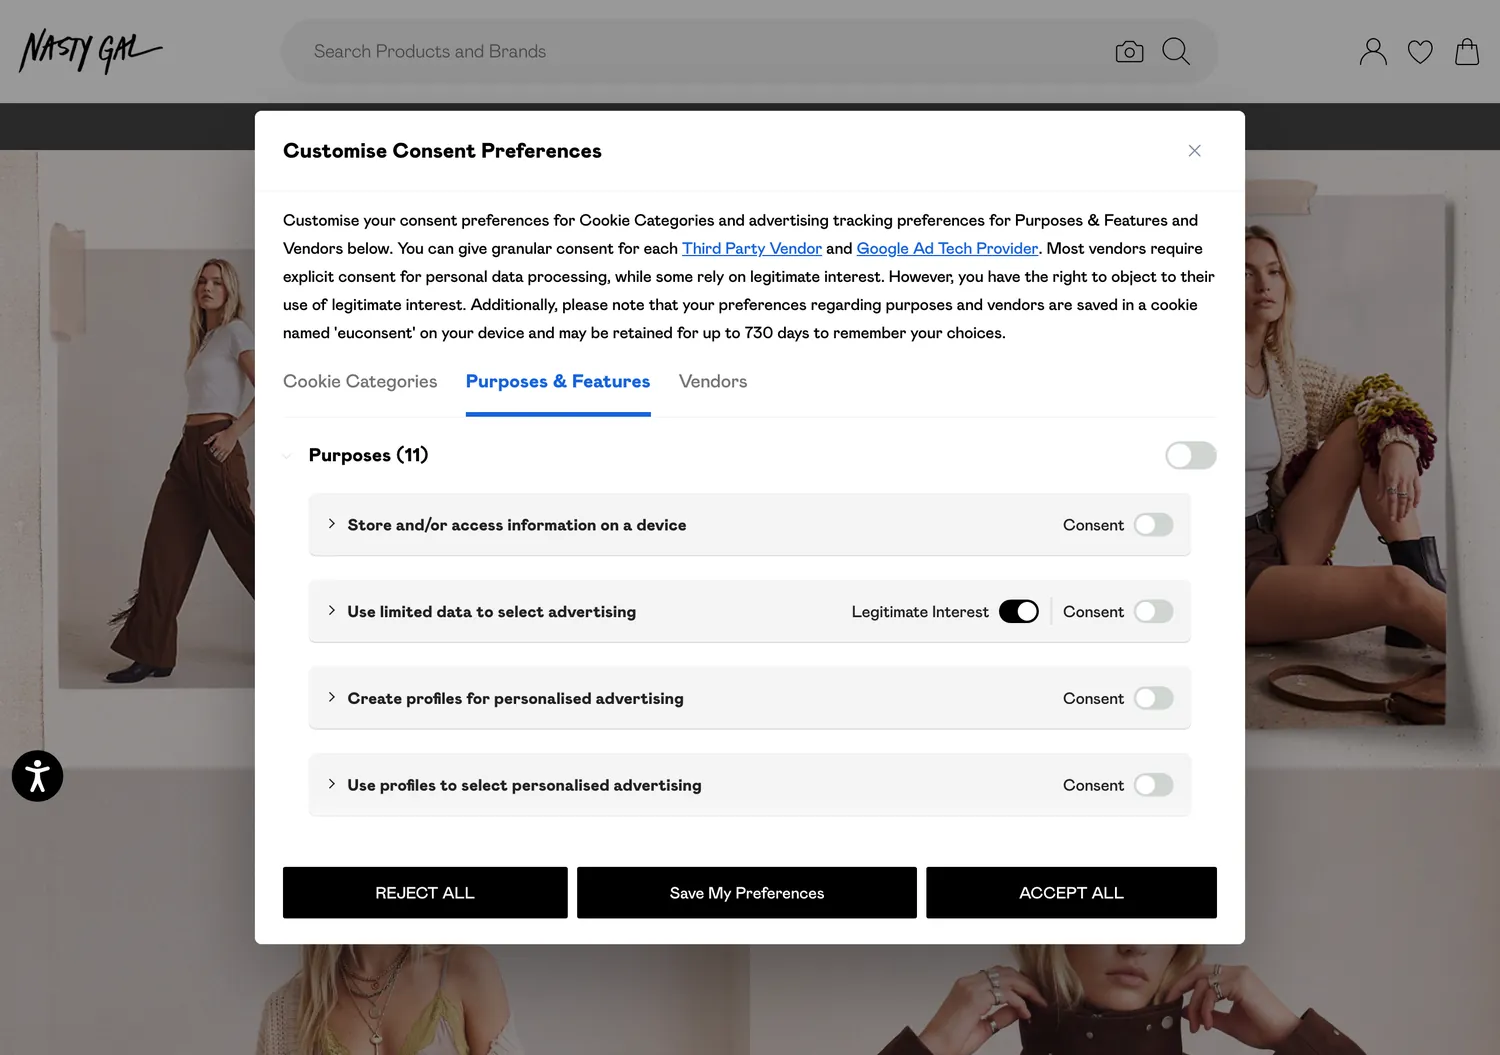 NASTY GAL
Search Products and Brands
Customise Consent Preferences
Customise your consent preferences for Cookie Categories and advertising tracking preferences for Purposes & Features and
Vendors below. You can give granular consent for each Third Party Vendor and Google Ad Tech Provider. Most vendors require
explicit consent for personal data processing, while some rely on legitimate interest. However, you have the right to object to their
use of legitimate interest. Additionally, please note that your preferences regarding purposes and vendors are saved in a cookie
named 'euconsent' on your device and may be retained for up to 730 days to remember your choices.
Cookie Categories Purposes & Features Vendors
Purposes (11)
Store and/or access information on a device Consent
Use limited data to select advertising Legitimate Interest Consent
Create profiles for personalised advertising Consent
Use profiles to select personalised advertising Consent
REJECT ALL Save My Preferences ACCEPT ALL